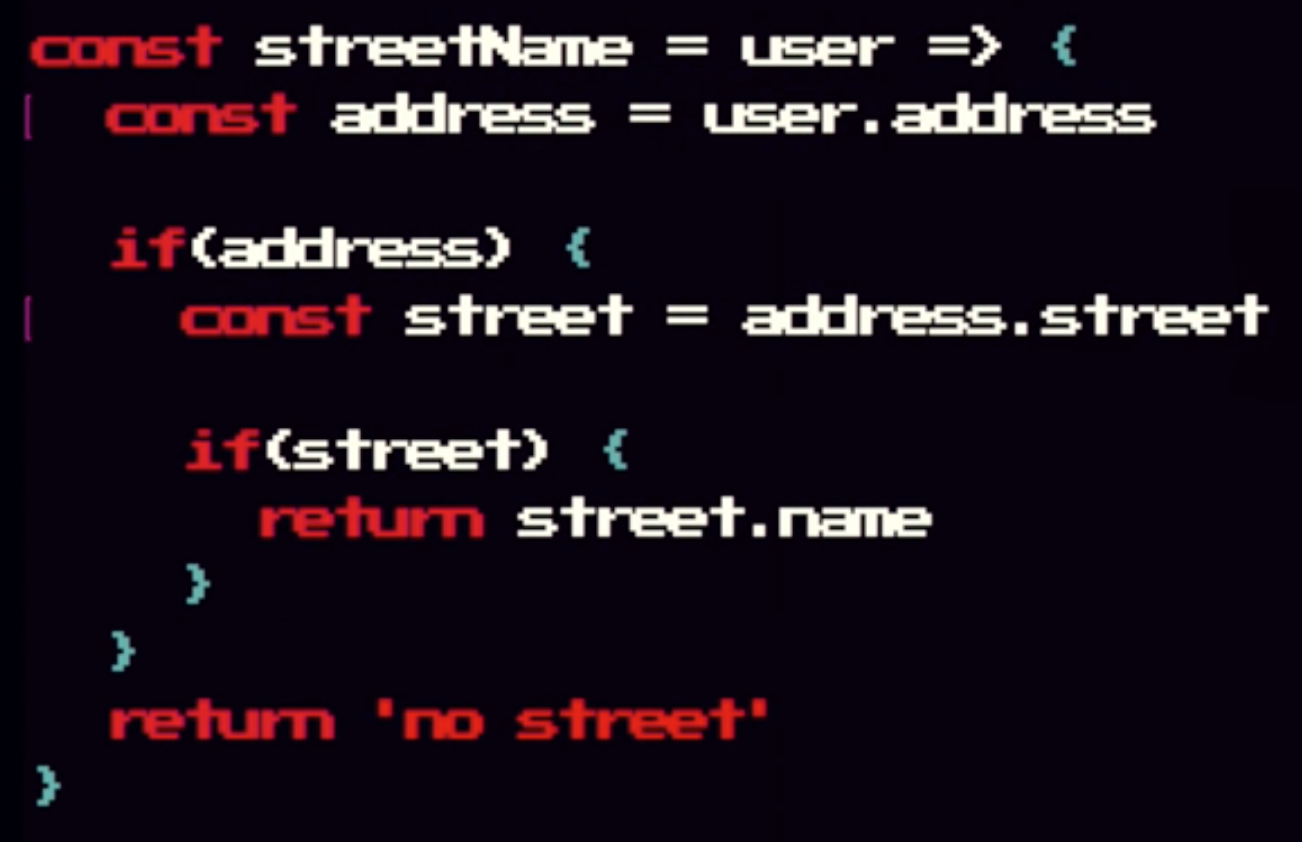 const streetName = user => {
const address = user.address
if(address) {
const street = address.street
if(street) {
return street.name
}
}
return 'no street'
}